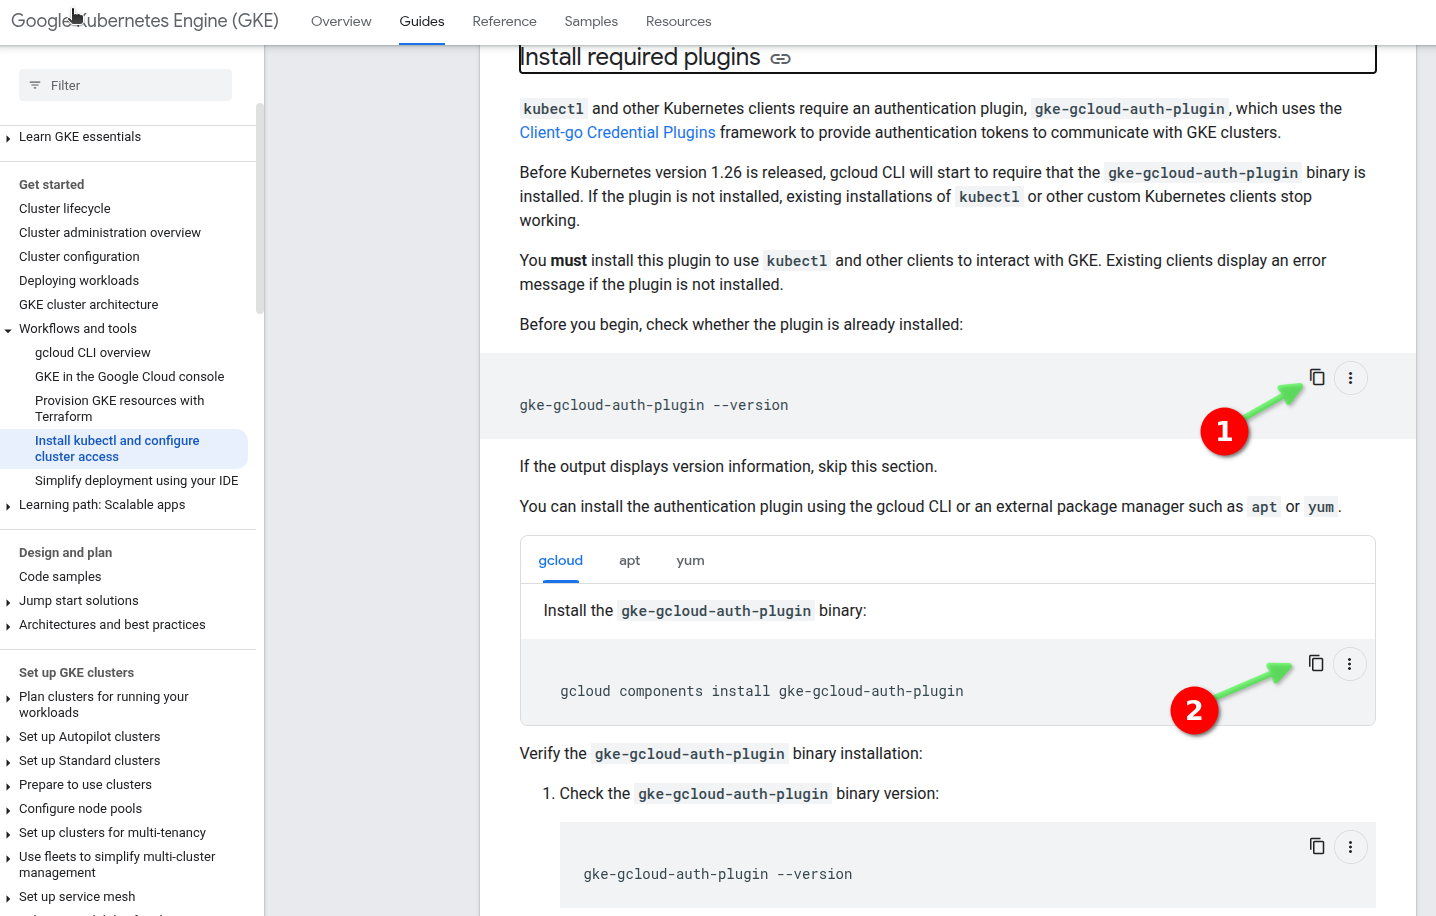 Google Kubernetes Engine (GKE)
Overview
Guides
Reference
Samples
Resources
Filter
Learn GKE essentials
Get started
Cluster lifecycle
Cluster administration overview
Cluster configuration
Deploying workloads
GKE cluster architecture
Workflows and tools
gcloud CLI overview
GKE in the Google Cloud console
Provision GKE resources with
Terraform
Install kubectl and configure
cluster access
Simplify deployment using your IDE
Learning path: Scalable apps
Design and plan
Code samples
Jump start solutions
Architectures and best practices
Set up GKE clusters
Plan clusters for running your
workloads
Set up Autopilot clusters
Set up Standard clusters
Prepare to use clusters
Configure node pools
Set up clusters for multi-tenancy
Use fleets to simplify multi-cluster
management
Set up service mesh
Install required plugins
kubectl and other Kubernetes clients require an authentication plugin, gke-gcloud-auth-plugin, which uses the
Client-go Credential Plugins framework to provide authentication tokens to communicate with GKE clusters.
Before Kubernetes version 1.26 is released, gcloud CLI will start to require that the gke-gcloud-auth-plugin binary is
installed. If the plugin is not installed, existing installations of kubectl or other custom Kubernetes clients stop
working.
You must install this plugin to use kubectl and other clients to interact with GKE. Existing clients display an error
message if the plugin is not installed.
Before you begin, check whether the plugin is already installed:
gke-gcloud-auth-plugin --version
1
If the output displays version information, skip this section.
You can install the authentication plugin using the gcloud CLI or an external package manager such as apt or yum.
gcloud
apt
yum
Install the gke-gcloud-auth-plugin binary:
gcloud components install gke-gcloud-auth-plugin
2
Verify the gke-gcloud-auth-plugin binary installation:
1. Check the gke-gcloud-auth-plugin binary version:
gke-gcloud-auth-plugin --version